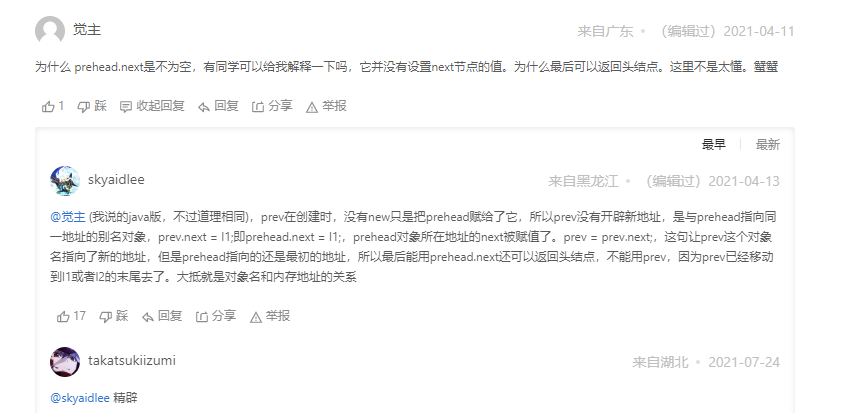 觉主
来自广东 • （编辑过）2021-04-11
为什么 prehead.next是不为空，有同学可以给我解释一下吗，它并没有设置next节点的值。为什么最后可以返回头结点。这里不是太懂。蟹蟹
1 踩 收起回复 回复 分享 举报
最早 最新
skyaidlee
来自黑龙江 • （编辑过）2021-04-13
@觉主 (我说的java版，不过道理相同)，prev在创建时，没有new只是把prehead赋给了它，所以prev没有开辟新地址，是与prehead指向同
一地址的别名对象，prev.next = l1;即prehead.next = l1;，prehead对象所在地址的next被赋值了。prev = prev.next;，这句让prev这个对象
名指向了新的地址，但是prehead指向的还是最初的地址，所以最后能用prehead.next还可以返回头结点，不能用prev，因为prev已经移动
到l1或者l2的末尾去了。大抵就是对象名和内存地址的关系
17 踩 回复 分享 举报
takatsukiizumi
来自湖北 • 2021-07-24
@skyaidlee 精辟